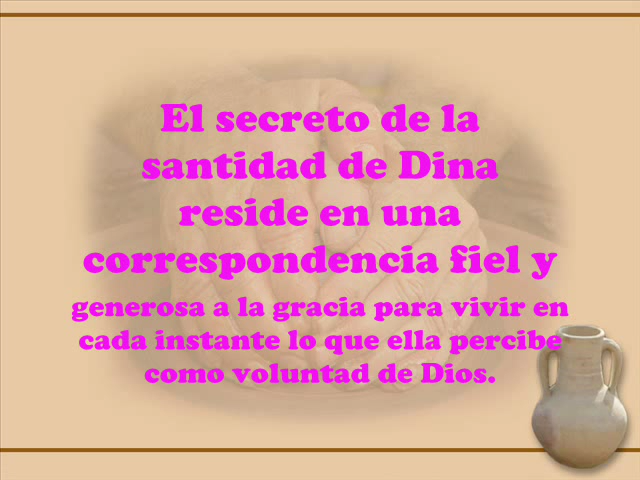 El secreto de la
santidad de Dina
reside en una
correspondencia fiel y
generosa a la gracia para vivir en
cada instante lo que ella percibe
como voluntad de Dios.